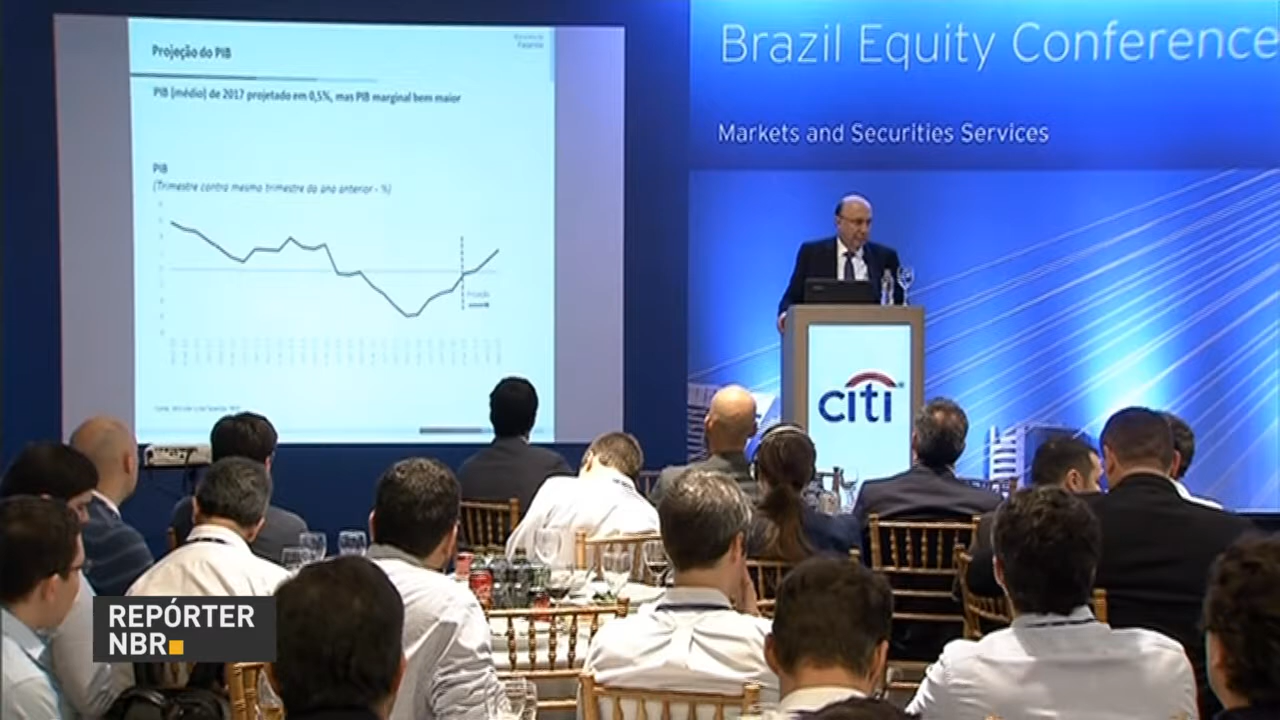 Projeção do PIB
PIB (médio) de 2017 projetado em 0,5%, mas PIB marginal bem maior
PIB
(Trimestre contra mesmo trimestre do ano anterior - %)
Brazil Equity Conference
Markets and Securities Services
citi
REPÓRTER
NBR